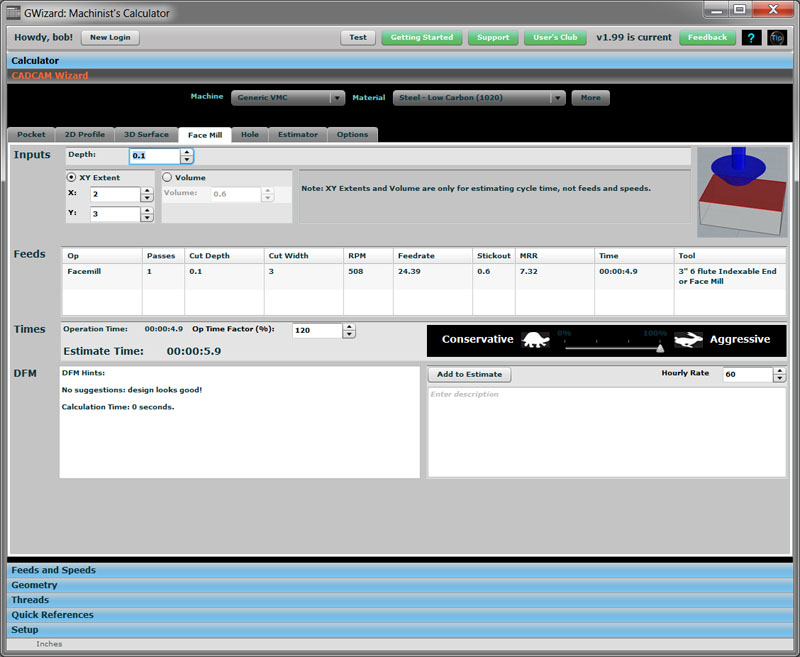 GWizard: Machinist's Calculator
Howdy, bob! New Login Test Getting Started Support User's Club v1.99 is current Feedback ? Tip
Calculator
CADCAM Wizard
Machine Generic VMC Material Steel - Low Carbon (1020) More
Pocket 2D Profile 3D Surface Face Mill Hole Estimator Options
Inputs Depth: 0.1
XY Extent Volume
X: 2 Volume: 0.6
Note: XY Extents and Volume are only for estimating cycle time, not feeds and speeds.
Y: 3
Feeds Op Passes Cut Depth Cut Width RPM Feedrate Stickout MRR Time Tool
Facemill 1 0.1 3 508 24.39 0.6 7.32 00:00:4.9 3" 6 flute Indexable End
or Face Mill
Times Operation Time: 00:00:4.9 Op Time Factor (%): 120
0% 100%
Conservative Aggressive
Estimate Time: 00:00:5.9
DFM DFM Hints: Add to Estimate Hourly Rate 60
No suggestions: design looks good! Enter description
Calculation Time: 0 seconds.
Feeds and Speeds
Geometry
Threads
Quick References
Setup
Inches